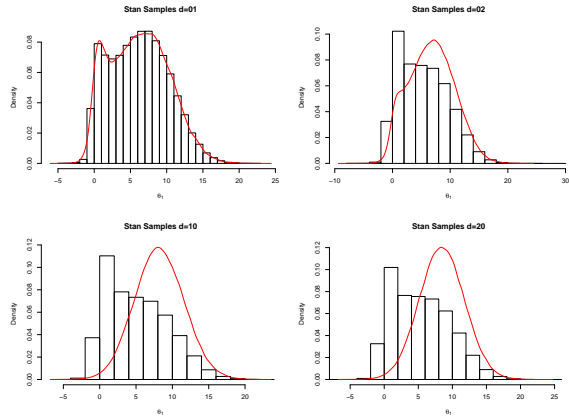 Stan Samples d=01
Density
0.00 0.02 0.04 0.06 0.08
-5 0 5 10 15 20 25
θ1
Stan Samples d=02
Density
0.00 0.02 0.04 0.06 0.08 0.10
-10 0 10 20 30
θ1
Stan Samples d=10
Density
0.00 0.02 0.04 0.06 0.08 0.10 0.12
-5 0 5 10 15 20
θ1
Stan Samples d=20
Density
0.00 0.02 0.04 0.06 0.08 0.10 0.12
-5 0 5 10 15 20 25
θ1